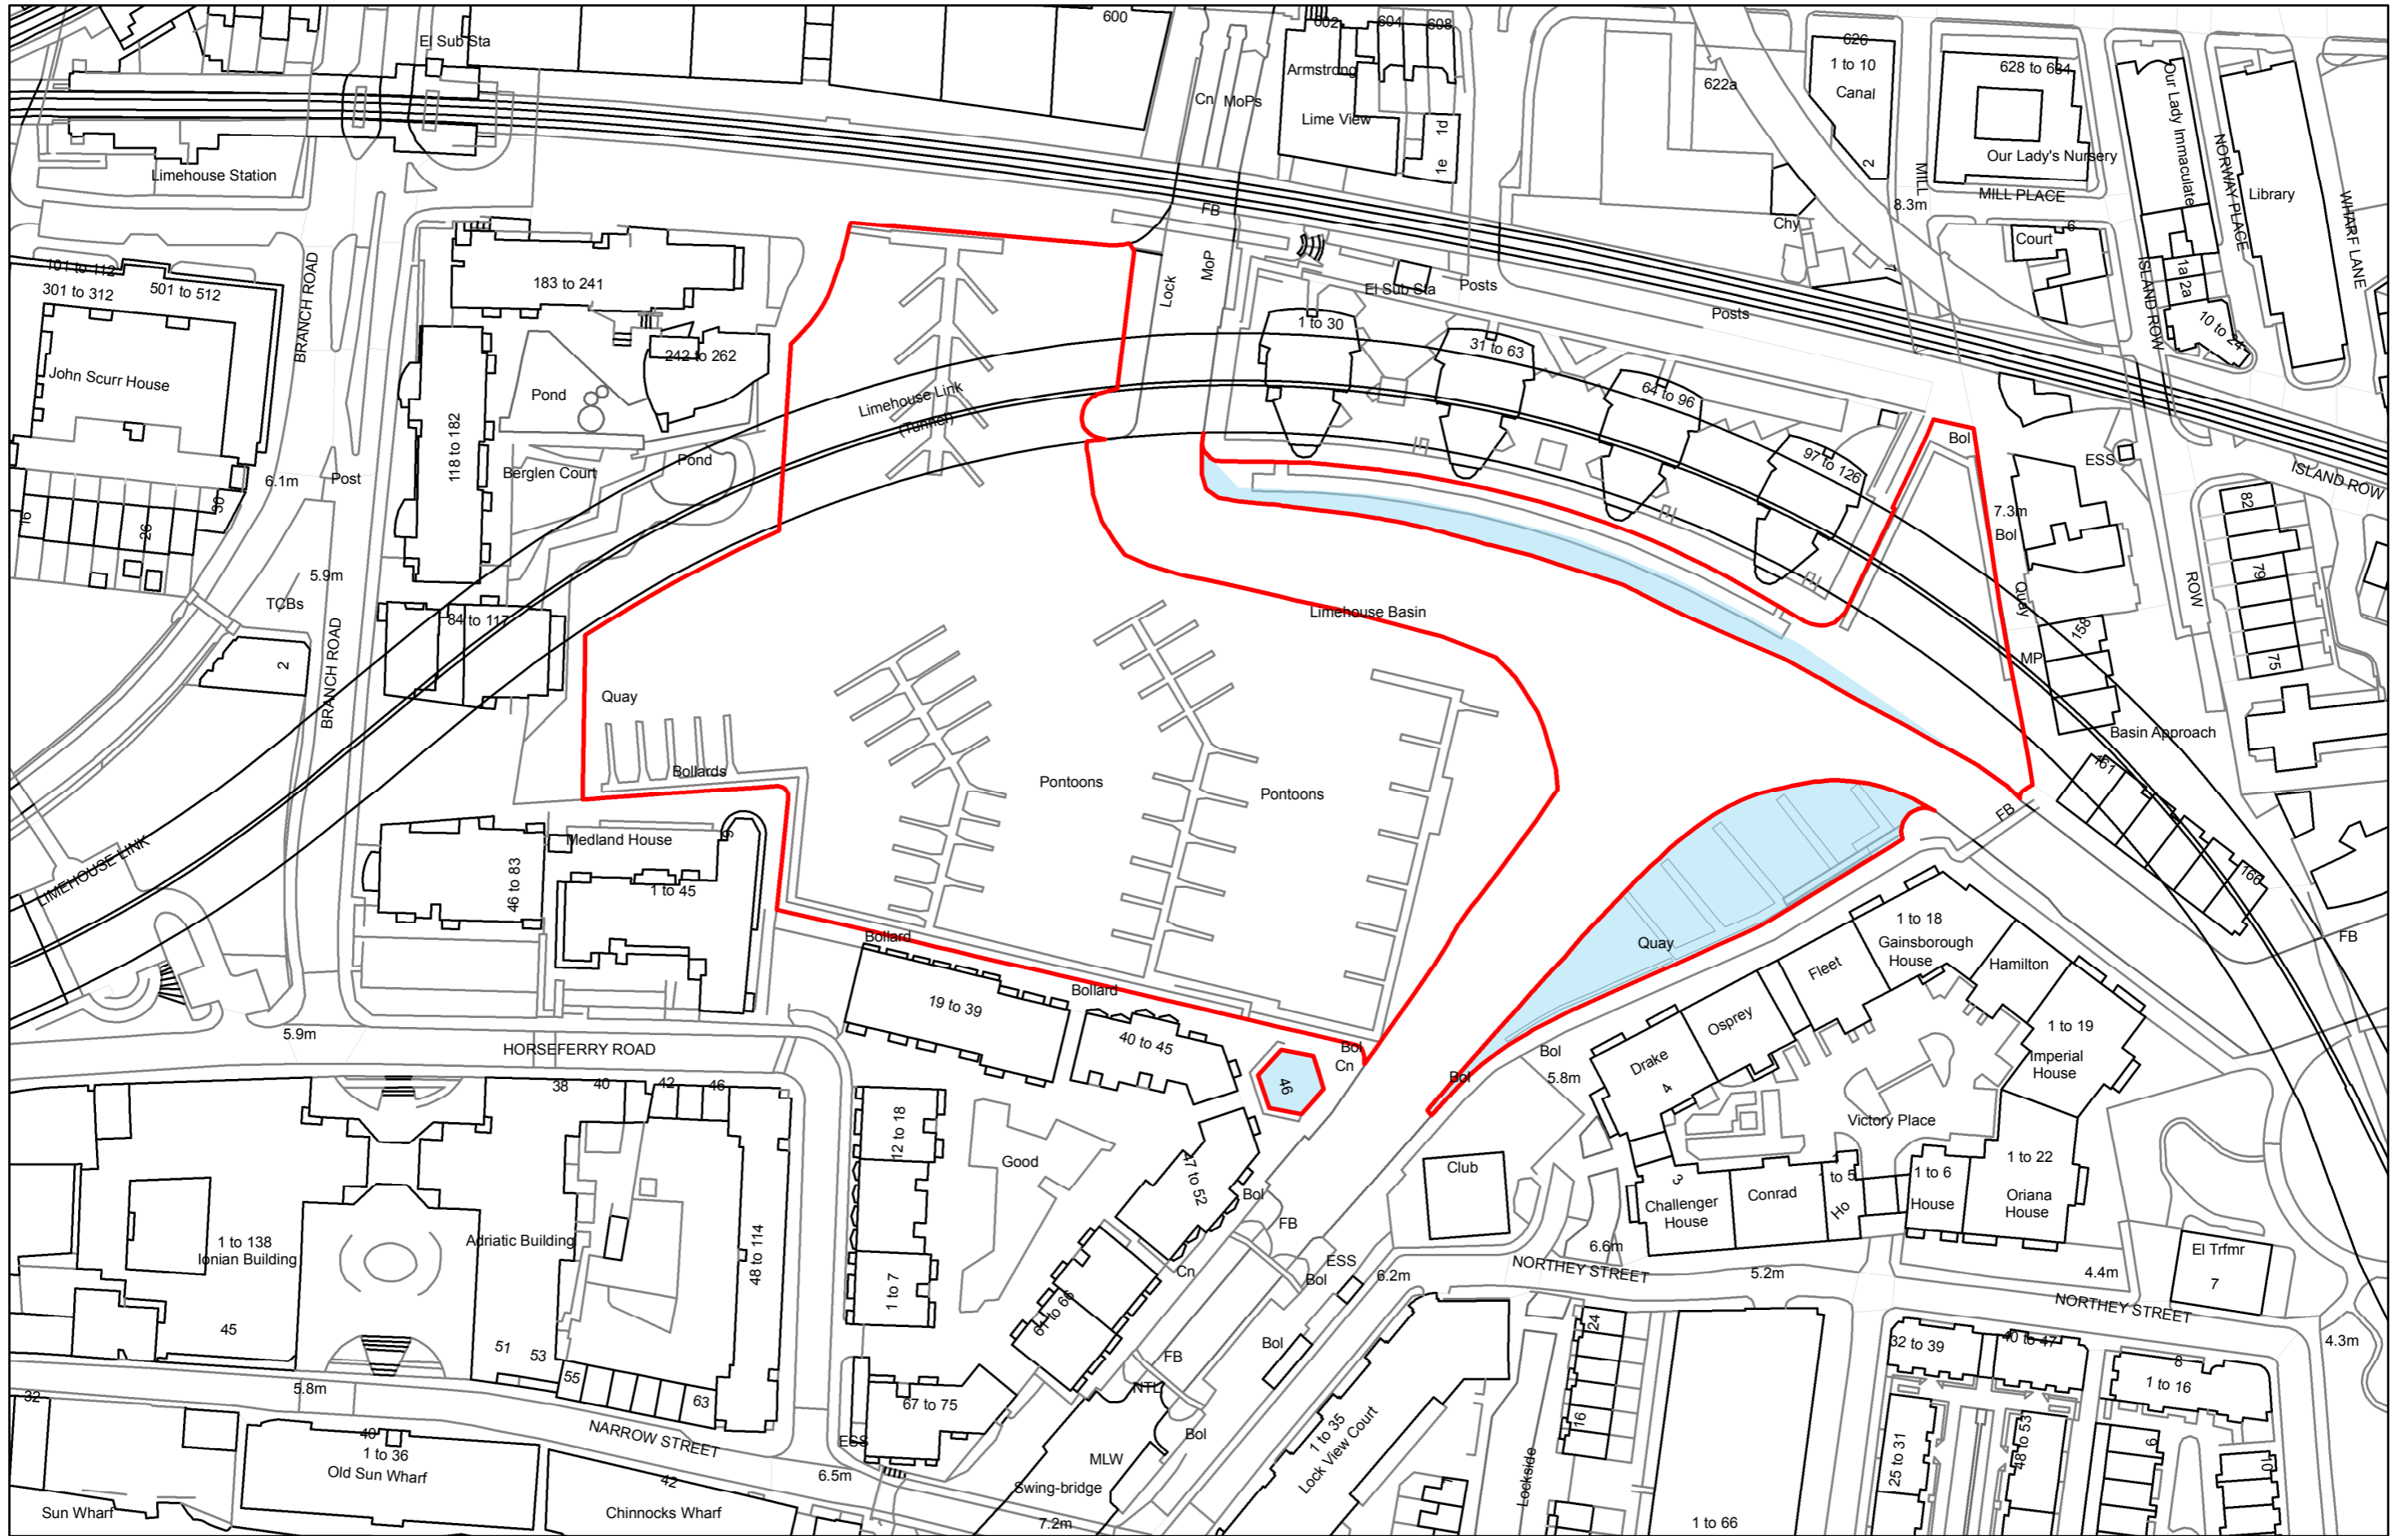 600
602
604
608
El Sub Sta
Armstrong
622a
626
1 to 10
Canal
2
628 to 634
Our Lady Immaculate
Cn
MoPs
Lime View
1d
1e
Limehouse Station
Our Lady's Nursery
MILL
MILL PLACE
8.3m
NORWAY PLACE
Library
WHARF LANE
FB
Chy
Court
6
101 to 112
301 to 312
501 to 512
BRANCH ROAD
183 to 241
Lock
MoP
El Sub Sta
Posts
Posts
1
ISLAND ROW
1a
2a
10 to 24
1 to 30
31 to 63
242 to 262
John Scurr House
Pond
Limehouse Link
(Tunnel)
64 to 96
118 to 182
Bol
97 to 126
ESS
ISLAND ROW
Pond
Berglen Court
6.1m
Post
16
26
30
7.3m
Bol
82
79
75
ROW
5.9m
TCBs
Quay
84 to 117
Limehouse Basin
158
MP
2
BRANCH ROAD
Quay
Basin Approach
Bollards
Pontoons
Pontoons
161
FB
LIMEHOUSE LINK
Medland House
9
46 to 83
1 to 45
166
FB
Bollard
Quay
1 to 18
Gainsborough
House
Hamilton
Fleet
Bollard
19 to 39
40 to 45
Osprey
1 to 19
Imperial
House
5.9m
HORSEFERRY ROAD
Bol
Cn
Bol
Bol
5.8m
Drake
4
46
38
40
42
46
Victory Place
12 to 18
Good
47 to 52
Club
3
Challenger
House
Conrad
1 to 5
Ho
1 to 6
House
1 to 22
Oriana
House
Bol
FB
1 to 138
Ionian Building
Adriatic Building
48 to 114
1 to 7
Cn
ESS
Bol
6.2m
6.6m
NORTHEY STREET
5.2m
4.4m
El Trfmr
7
NORTHEY STREET
61 to 66
45
51
53
55
63
Bol
24
16
32 to 39
40 to 47
8
1 to 16
4.3m
FB
NTL
67 to 75
5.8m
32
NARROW STREET
ESS
40
1 to 36
Old Sun Wharf
42
Sun Wharf
Chinnocks Wharf
6.5m
Bol
MLW
Swing-bridge
7.2m
1 to 35
Lock View Court
Lockside
1 to 66
25 to 31
48 to 53
6
10